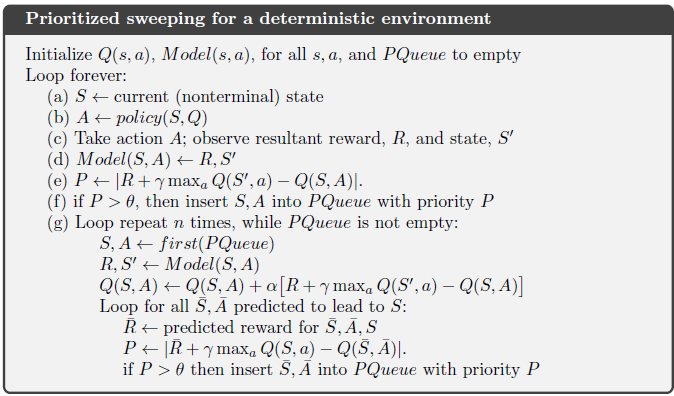 Prioritized sweeping for a deterministic environment
Initialize Q(s, a), Model(s, a), for all s, a, and PQueue to empty
Loop forever:
(a) S ← current (nonterminal) state
(b) A ← policy(S, Q)
(c) Take action A; observe resultant reward, R, and state, S′
(d) Model(S, A) ← R, S′
(e) P ← |R + γ maxₐ Q(S′, a) − Q(S, A)|.
(f) if P > θ, then insert S, A into PQueue with priority P
(g) Loop repeat n times, while PQueue is not empty:
S, A ← first(PQueue)
R, S′ ← Model(S, A)
Q(S, A) ← Q(S, A) + α[R + γ maxₐ Q(S′, a) − Q(S, A)]
Loop for all S̄, Ā predicted to lead to S:
R̄ ← predicted reward for S̄, Ā, S
P ← |R̄ + γ maxₐ Q(S, a) − Q(S̄, Ā)|.
if P > θ then insert S̄, Ā into PQueue with priority P